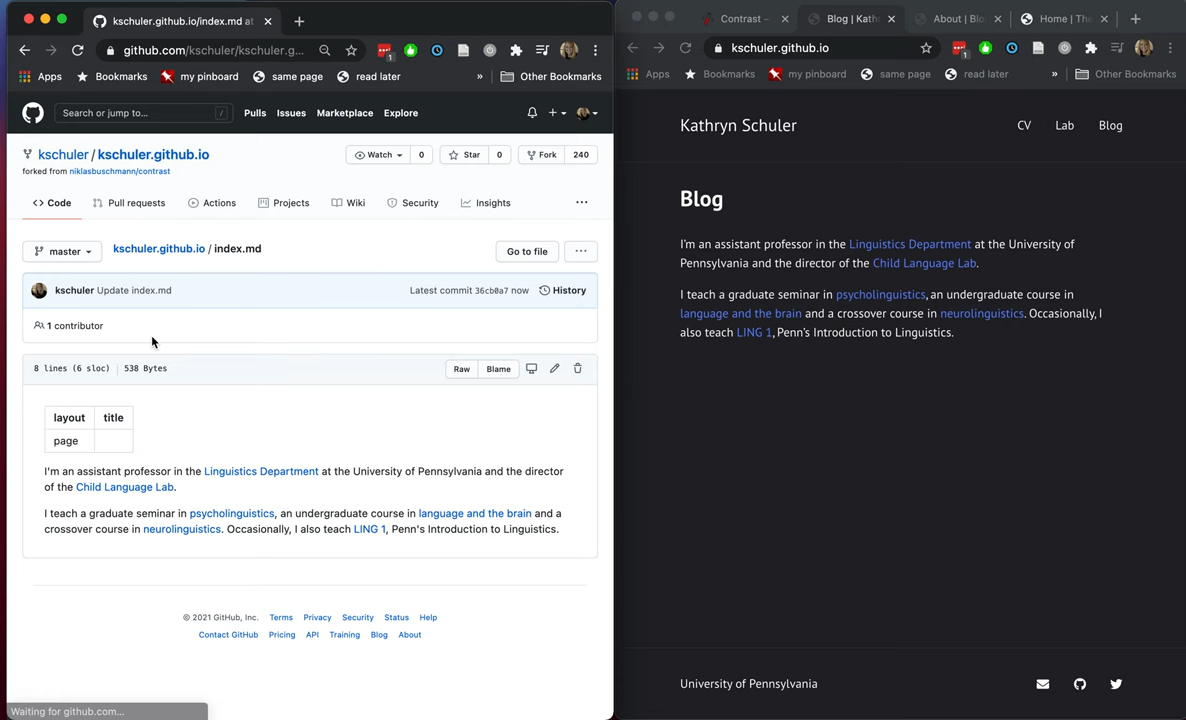 kschuler.github.io/index.md at
github.com/kschuler/kschuler.g...
1
Apps
Bookmarks
my pinboard
same page
read later
»
Other Bookmarks
Search or jump to...
/
Pulls
Issues
Marketplace
Explore
kschuler / kschuler.github.io
forked from niklasbuschmann/contrast
Watch
0
Star
0
Fork
240
<> Code
Pull requests
Actions
Projects
Wiki
Security
Insights
...
master
kschuler.github.io / index.md
Go to file
...
kschuler Update index.md
Latest commit 36cb0a7 now
History
1 contributor
8 lines (6 sloc)
538 Bytes
Raw
Blame
layout
title
page
I'm an assistant professor in the Linguistics Department at the University of Pennsylvania and the director
of the Child Language Lab.
I teach a graduate seminar in psycholinguistics, an undergraduate course in language and the brain and a
crossover course in neurolinguistics. Occasionally, I also teach LING 1, Penn's Introduction to Linguistics.
© 2021 GitHub, Inc.
Terms
Privacy
Security
Status
Help
Contact GitHub
Pricing
API
Training
Blog
About
Waiting for github.com...
Contrast –
Blog | Kath
About | Blo
Home | The
kschuler.github.io
1
Apps
Bookmarks
my pinboard
same page
read later
»
Other Bookmarks
Kathryn Schuler
CV
Lab
Blog
Blog
I'm an assistant professor in the Linguistics Department at the University of
Pennsylvania and the director of the Child Language Lab.
I teach a graduate seminar in psycholinguistics, an undergraduate course in
language and the brain and a crossover course in neurolinguistics. Occasionally, I
also teach LING 1, Penn's Introduction to Linguistics.
University of Pennsylvania